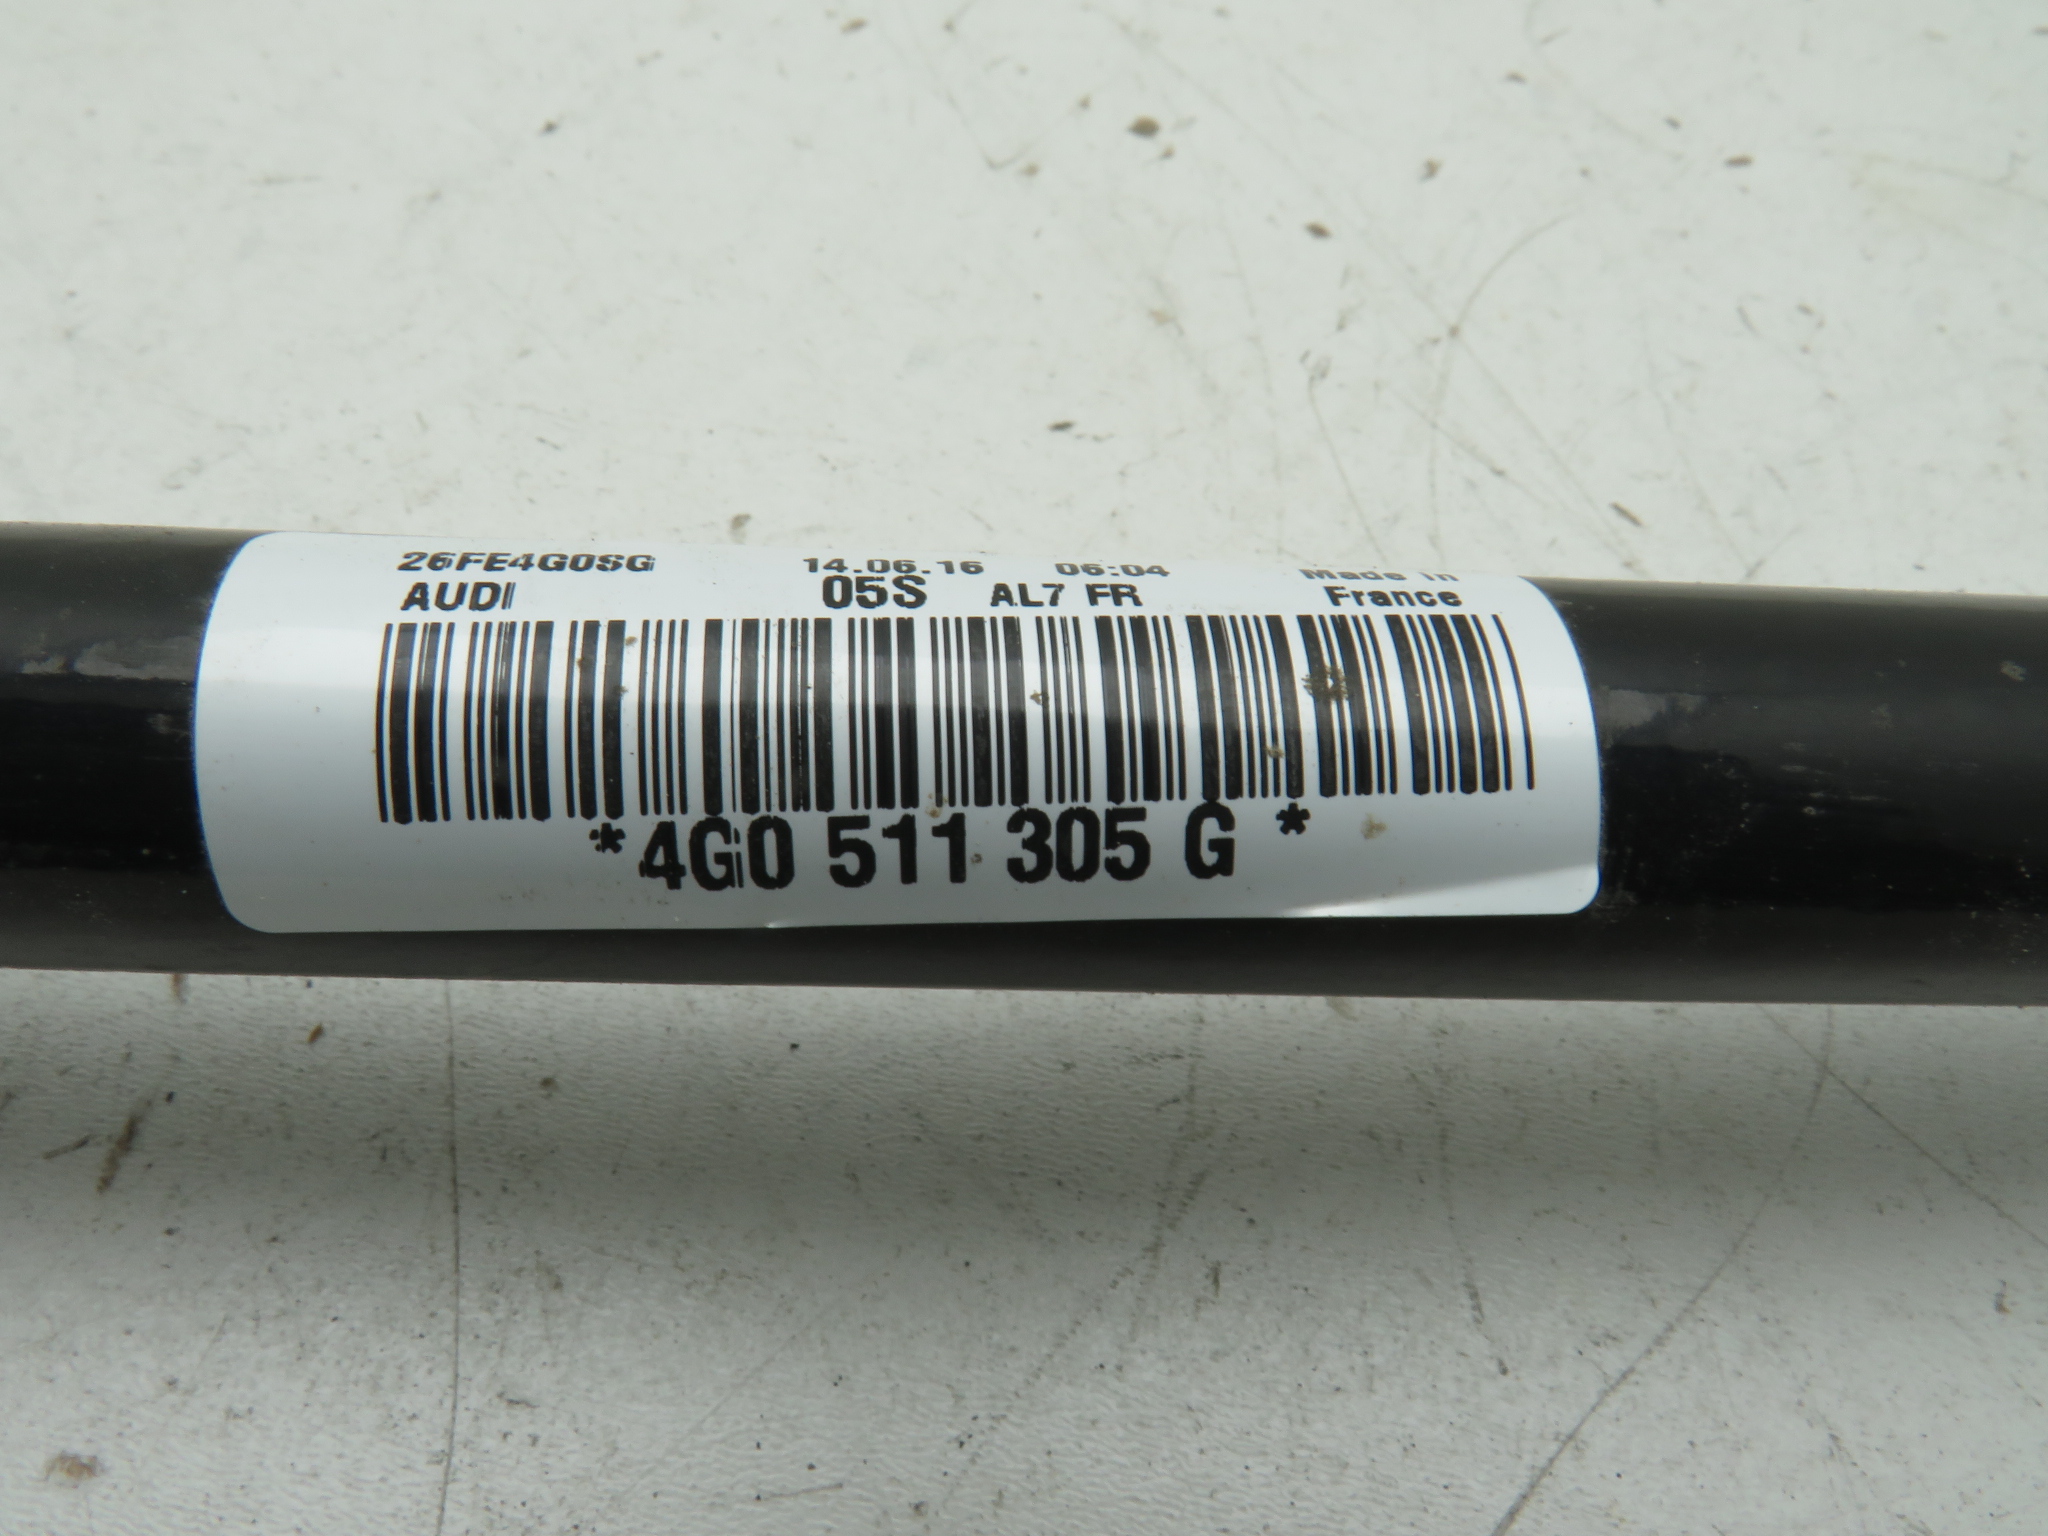 26FE4G0SG 14.06.16 06:04 Made in
AUDI 05S AL7 FR France
*4G0 511 305 G *